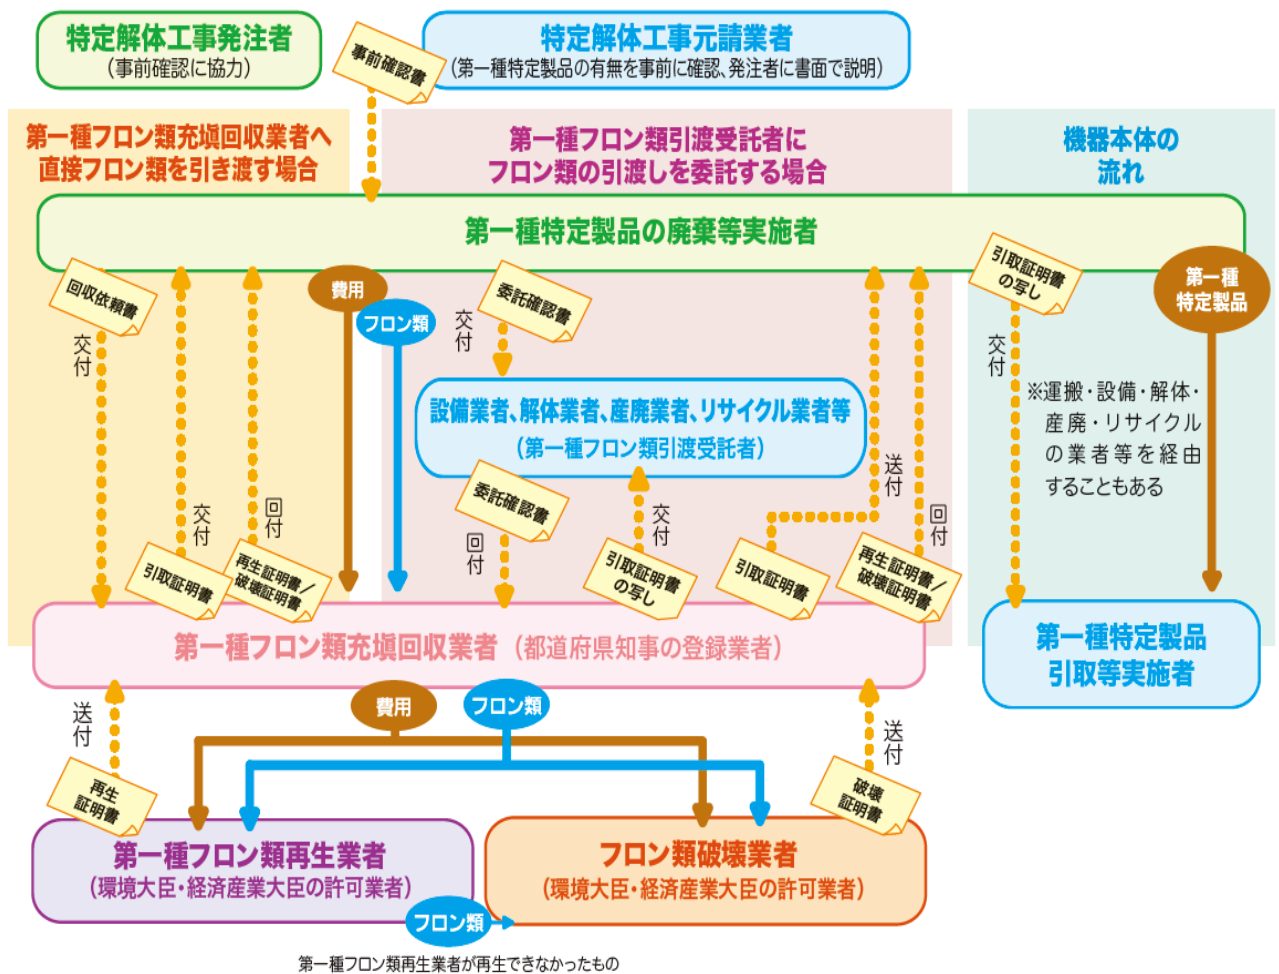 特定解体工事発注者
（事前確認に協力）
事前確認書
特定解体工事元請業者
（第一種特定製品の有無を事前に確認、発注者に書面で説明）
第一種フロン類充塡回収業者へ
直接フロン類を引き渡す場合
第一種フロン類引渡受託者に
フロン類の引渡しを委託する場合
機器本体の
流れ
第一種特定製品の廃棄等実施者
回収依頼書
交付
引取証明書
交付
再生証明書／
破壊証明書
回付
費用
フロン類
委託確認書
交付
設備業者、解体業者、産廃業者、リサイクル業者等
（第一種フロン類引渡受託者）
委託確認書
回付
引取証明書
の写し
交付
引取証明書
送付
再生証明書／
破壊証明書
回付
引取証明書
の写し
交付
第一種
特定製品
※運搬・設備・解体・
産廃・リサイクル
の業者等を経由
することもある
第一種フロン類充塡回収業者（都道府県知事の登録業者）
第一種特定製品
引取等実施者
送付
再生
証明書
費用
フロン類
送付
破壊
証明書
第一種フロン類再生業者
（環境大臣・経済産業大臣の許可業者）
フロン類破壊業者
（環境大臣・経済産業大臣の許可業者）
フロン類
第一種フロン類再生業者が再生できなかったもの